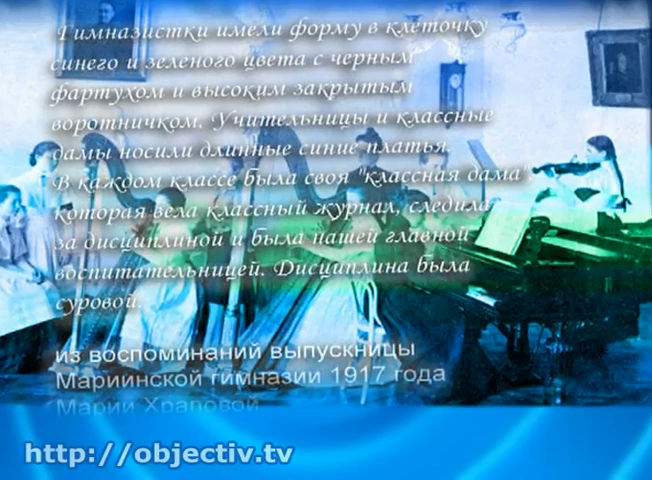 Гимназистки имели форму в клеточку
синего и зеленого цвета с черным
фартухом и высоким закрытым
воротничком. Учительницы и классные
дамы носили длинные синие платья.
В каждом классе была своя "классная дама",
которая вела классный журнал, следила
за дисциплиной и была нашей главной
воспитательницей. Дисциплина была
суровой.
из воспоминаний выпускницы
Мариинской гимназии 1917 года
Марии Храповой
http://objectiv.tv